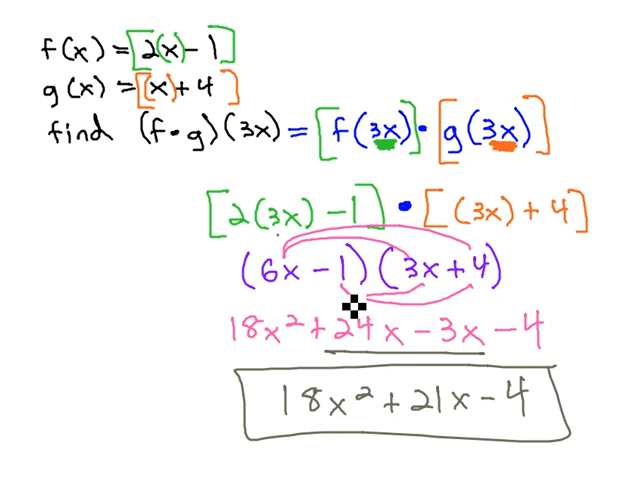 f(x) = [2(x) - 1]
g(x) = [(x) + 4]
find (f · g)(3x) = [f(3x)] · [g(3x)]
[2(3x) - 1] · [(3x) + 4]
(6x - 1)(3x + 4)
18x² + 24x - 3x - 4
18x² + 21x - 4